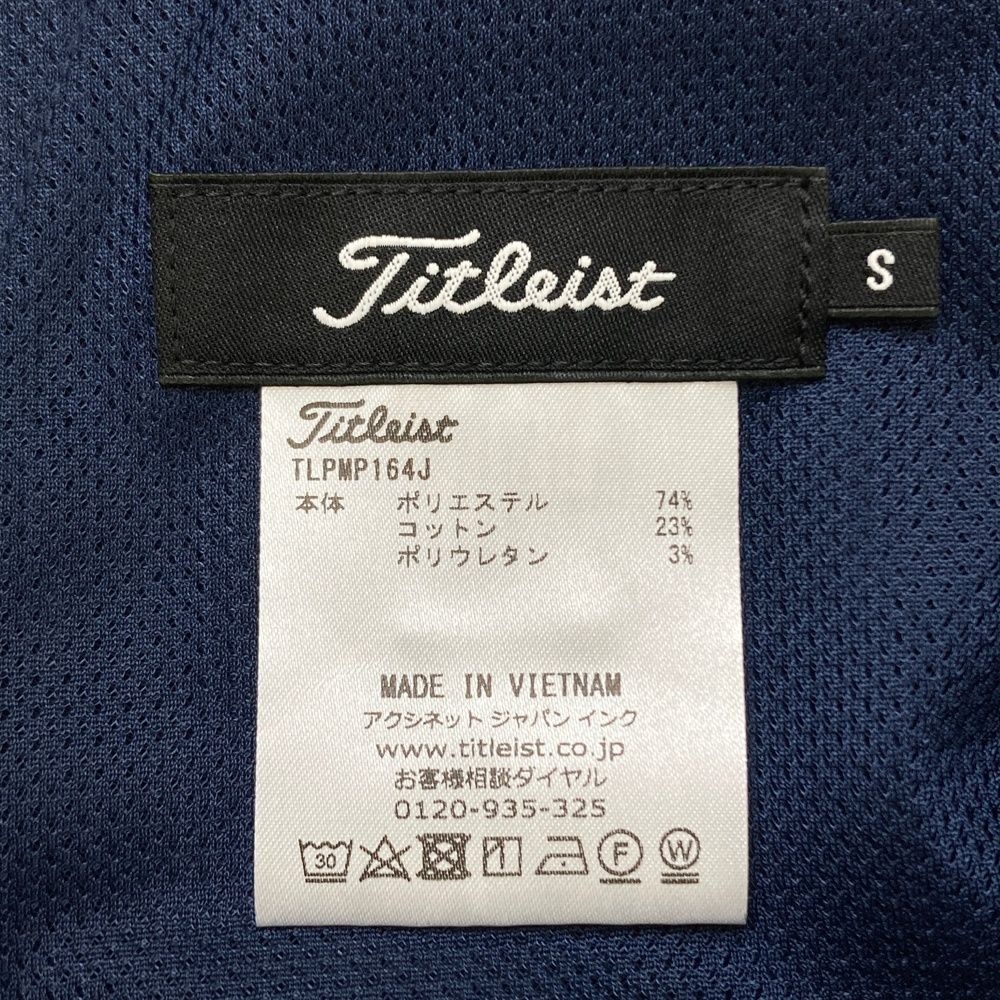 Titleist
S
Titleist
TLPMP164J
本体 ポリエステル 74%
コットン 23%
ポリウレタン 3%
MADE IN VIETNAM
アクシネット ジャパン インク
www.titleist.co.jp
お客様相談ダイヤル
0120-935-325
30 F W